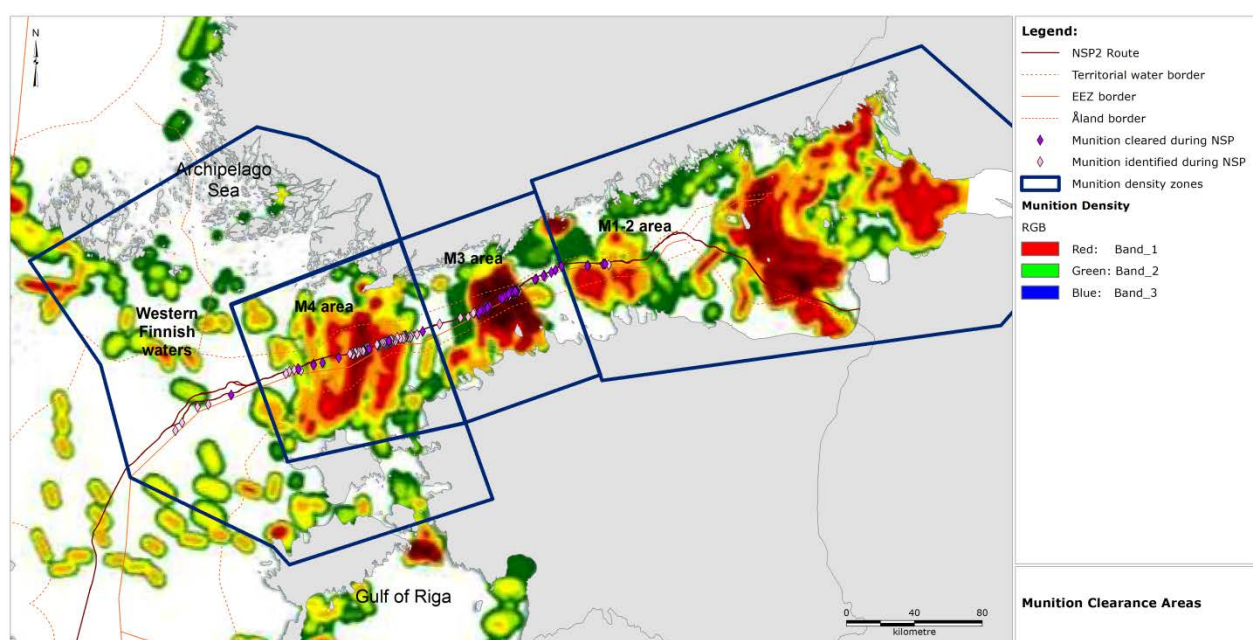 N
Archipelago
Sea
Western
Finnish
waters
M4 area
M3 area
M1-2 area
Gulf of Riga
0 40 80
kilometre
Legend:
NSP2 Route
Territorial water border
EEZ border
Åland border
Munition cleared during NSP
Munition identified during NSP
Munition density zones
Munition Density
RGB
Red: Band_1
Green: Band_2
Blue: Band_3
Munition Clearance Areas